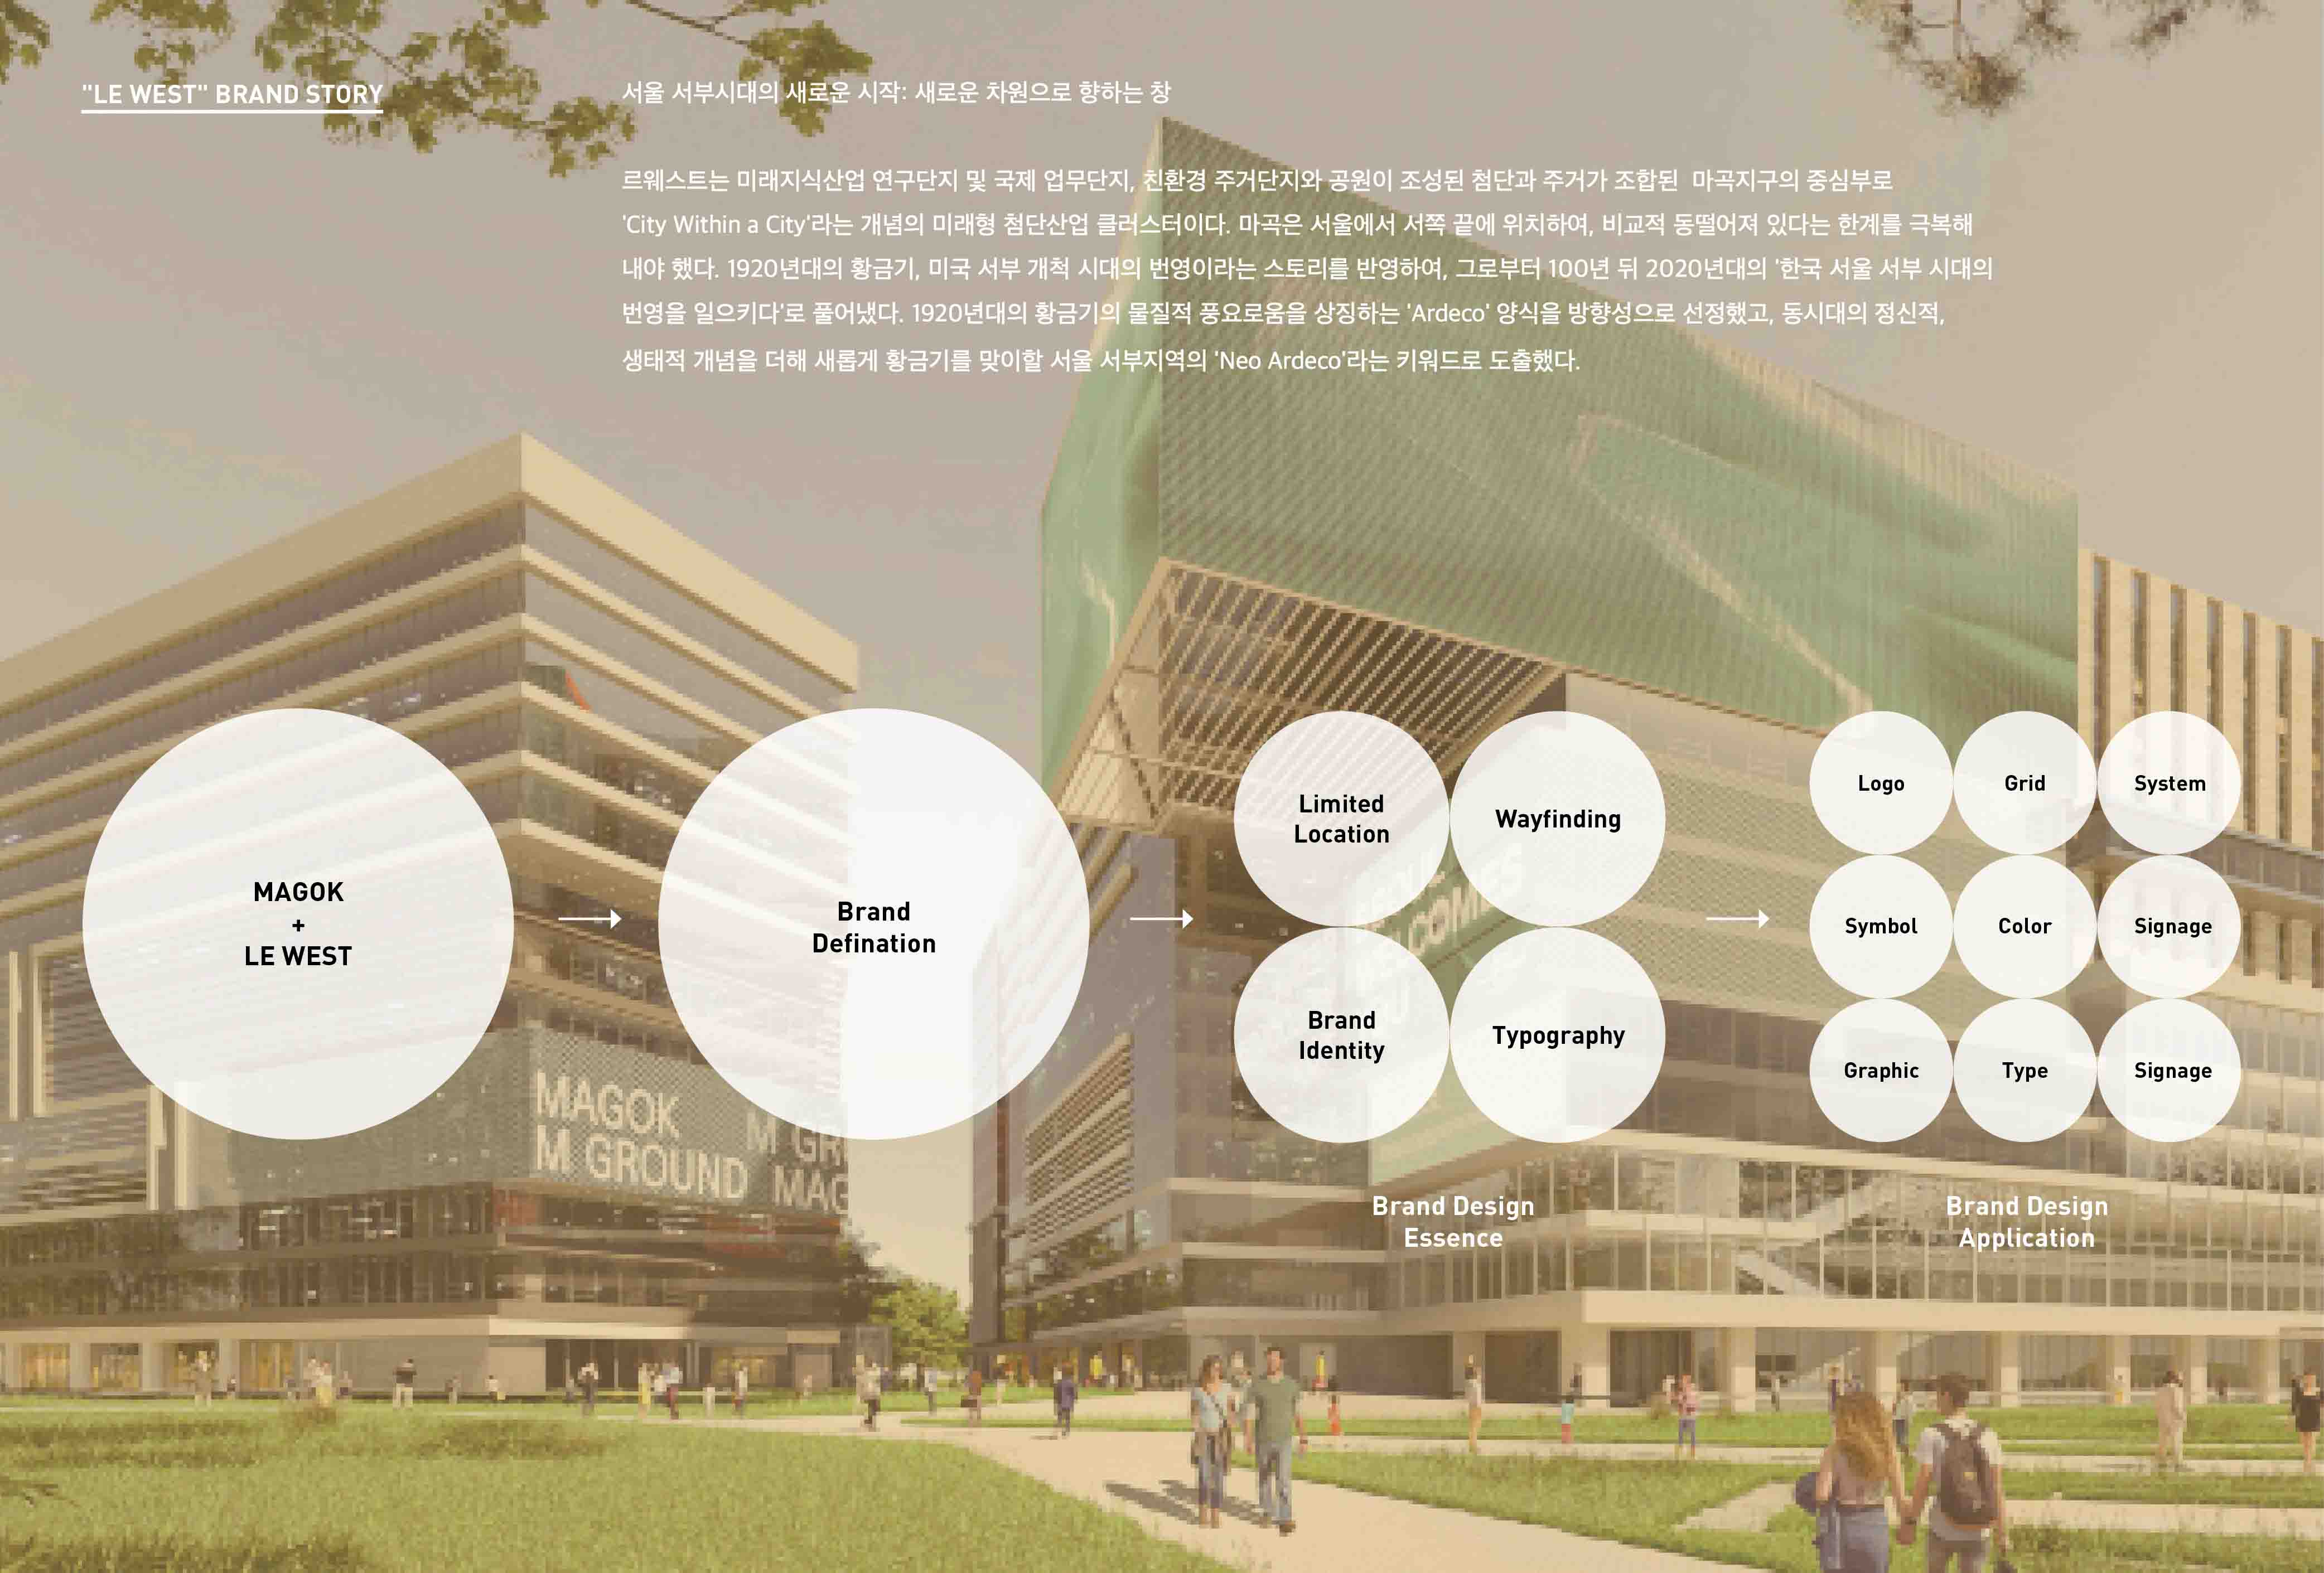 "LE WEST" BRAND STORY
서울 서부시대의 새로운 시작: 새로운 차원으로 향하는 창
르웨스트는 미래지식산업 연구단지 및 국제 업무단지, 친환경 주거단지와 공원이 조성된 첨단과 주거가 조합된 마곡지구의 중심부로
'City Within a City'라는 개념의 미래형 첨단산업 클러스터이다. 마곡은 서울에서 서쪽 끝에 위치하여, 비교적 동떨어져 있다는 한계를 극복해
내야 했다. 1920년대의 황금기, 미국 서부 개척 시대의 번영이라는 스토리를 반영하여, 그로부터 100년 뒤 2020년대의 '한국 서울 서부 시대의
번영을 일으키다'로 풀어냈다. 1920년대의 황금기의 물질적 풍요로움을 상징하는 'Ardeco' 양식을 방향성으로 선정했고, 동시대의 정신적,
생태적 개념을 더해 새롭게 황금기를 맞이할 서울 서부지역의 'Neo Ardeco'라는 키워드로 도출했다.
MAGOK
+
LE WEST
Brand
Defination
Limited
Location
Wayfinding
Brand
Identity
Typography
Logo
Grid
System
Symbol
Color
Signage
Graphic
Type
Signage
Brand Design
Essence
Brand Design
Application
MAGOK
M GROUND
M GR
MAG
COMES